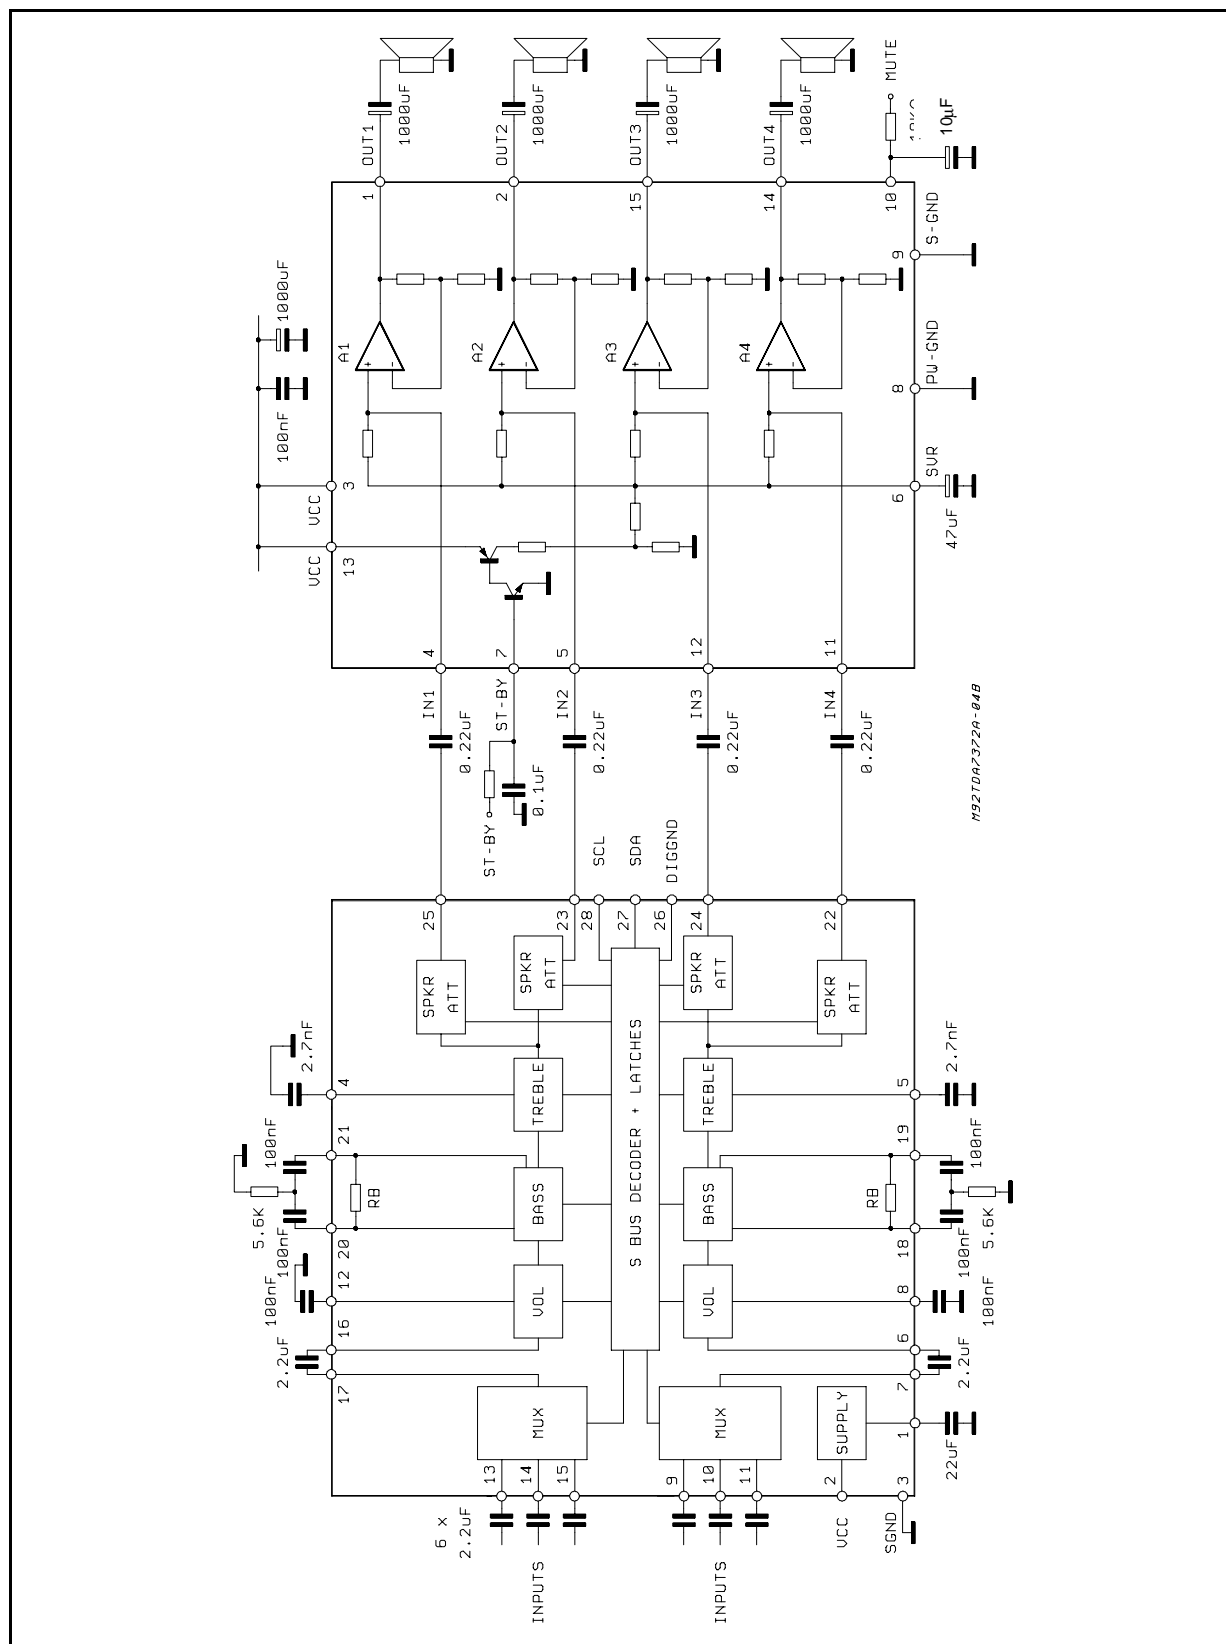 OUT1
1000uF
OUT2
1000uF
OUT3
1000uF
OUT4
1000uF
MUTE
10µF
1
2
15
14
10
S-GND
9
PW-GND
8
SVR
6
47uF
1000uF
100nF
VCC
3
VCC
13
A1
+
-
A2
+
-
A3
+
-
A4
+
-
4
7
5
12
11
IN1
0.22uF
ST-BY
ST-BY
0.1uF
IN2
0.22uF
IN3
0.22uF
IN4
0.22uF
M92TDA7372A-04B
SCL
SDA
DIGGND
25
23
28
27
26
24
22
SPKR
ATT
SPKR
ATT
SPKR
ATT
SPKR
ATT
S BUS DECODER + LATCHES
TREBLE
TREBLE
BASS
BASS
VOL
VOL
MUX
MUX
SUPPLY
2.7nF
4
21
100nF
5.6K
RB
20
100nF
12
100nF
16
2.2uF
17
2.7nF
5
19
100nF
RB
5.6K
18
100nF
8
100nF
6
2.2uF
7
1
22uF
13
14
15
9
10
11
2
3
6 x
2.2uF
INPUTS
INPUTS
VCC
SGND